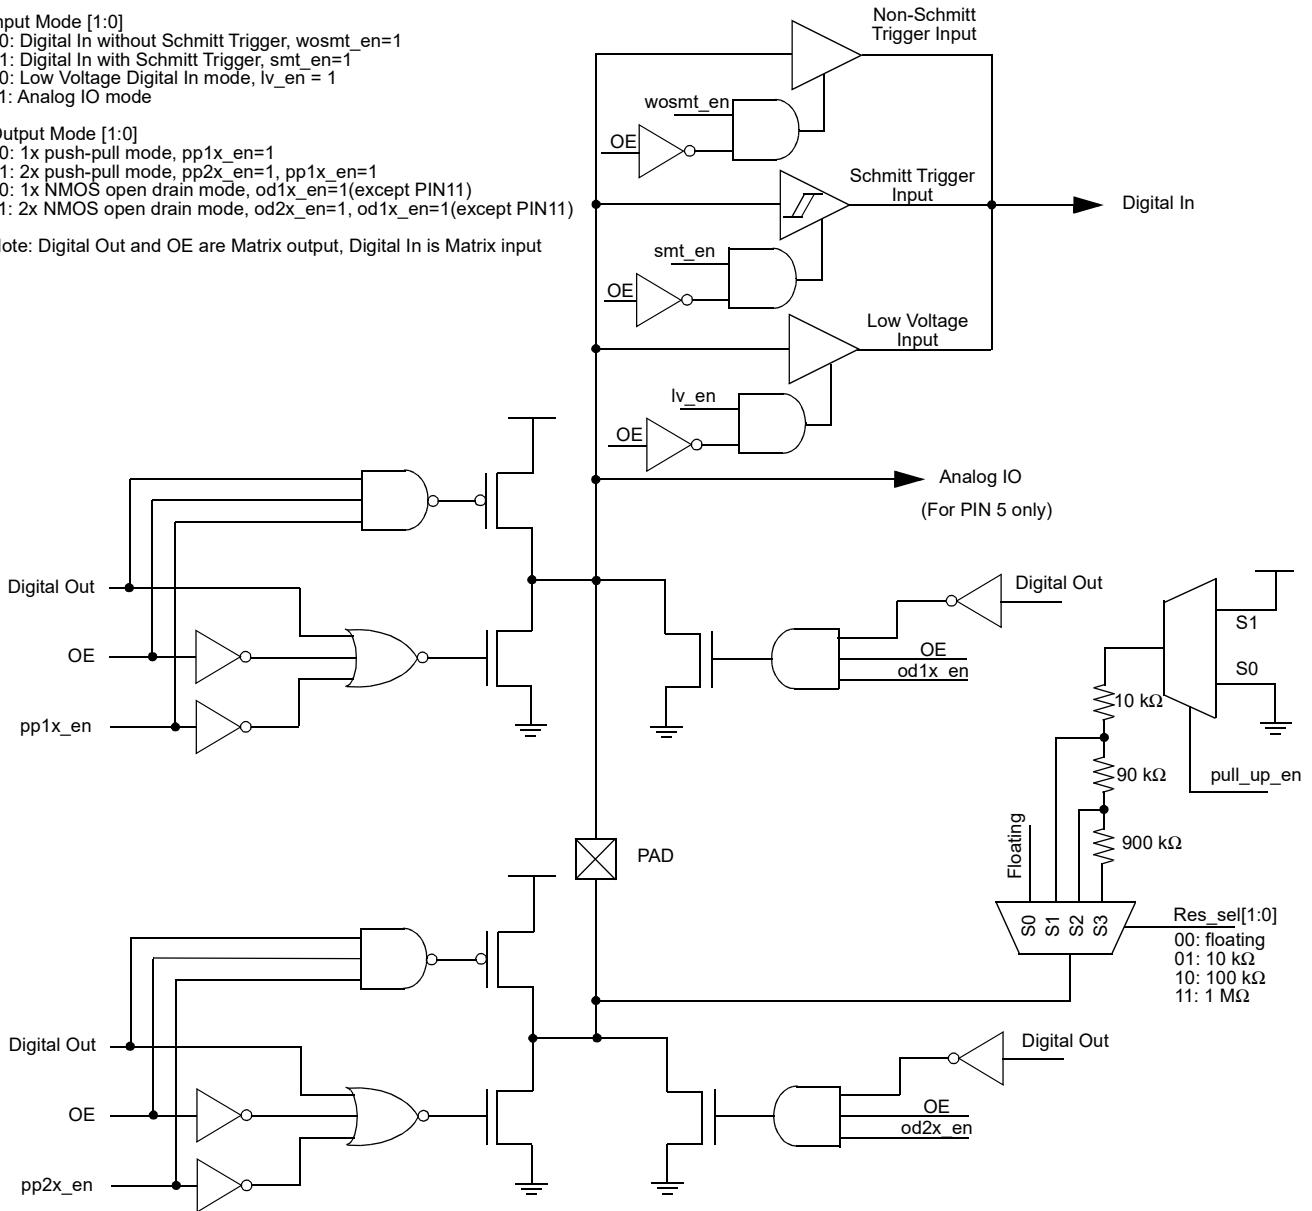 nput Mode [1:0]
0: Digital In without Schmitt Trigger, wosmt_en=1
1: Digital In with Schmitt Trigger, smt_en=1
0: Low Voltage Digital In mode, lv_en = 1
1: Analog IO mode
utput Mode [1:0]
0: 1x push-pull mode, pp1x_en=1
1: 2x push-pull mode, pp2x_en=1, pp1x_en=1
0: 1x NMOS open drain mode, od1x_en=1(except PIN11)
1: 2x NMOS open drain mode, od2x_en=1, od1x_en=1(except PIN11)
ote: Digital Out and OE are Matrix output, Digital In is Matrix input
Non-Schmitt
Trigger Input
wosmt_en
OE
Schmitt Trigger
Input
Digital In
smt_en
OE
Low Voltage
Input
lv_en
OE
Analog IO
(For PIN 5 only)
Digital Out
OE
pp1x_en
Digital Out
OE
od1x_en
S1
S0
10 kΩ
90 kΩ
900 kΩ
pull_up_en
Floating
S0
S1
S2
S3
Res_sel[1:0]
00: floating
01: 10 kΩ
10: 100 kΩ
11: 1 MΩ
PAD
Digital Out
OE
pp2x_en
Digital Out
OE
od2x_en